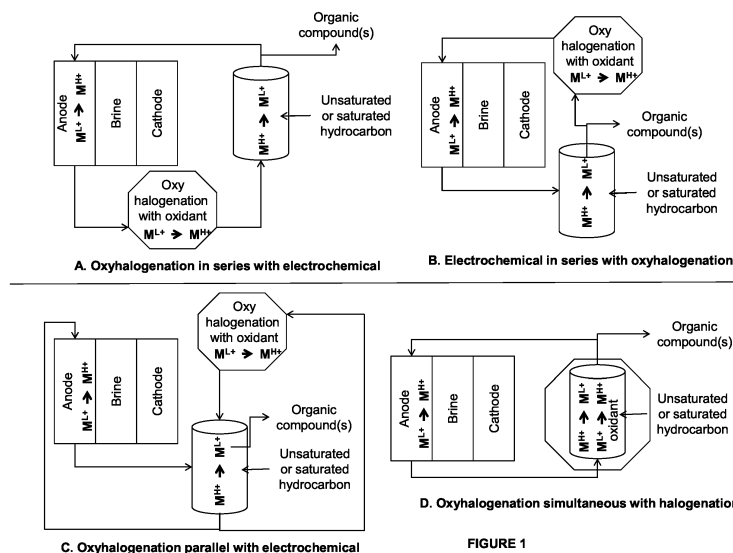 Organic
compound(s)
Anode
M^L+ → M^H+
Brine
Cathode
M^H+ → M^L+
Unsaturated
or saturated
hydrocarbon
Oxy
halogenation
with oxidant
M^L+ → M^H+
A. Oxyhalogenation in series with electrochemical
Oxy
halogenation
with oxidant
M^L+ → M^H+
Anode
M^L+ → M^H+
Brine
Cathode
Organic
compound(s)
M^H+ → M^L+
Unsaturated
or saturated
hydrocarbon
B. Electrochemical in series with oxyhalogenation
Oxy
halogenation
with oxidant
M^L+ → M^H+
Anode
M^L+ → M^H+
Brine
Cathode
Organic
compound(s)
M^H+ → M^L+
Unsaturated
or saturated
hydrocarbon
C. Oxyhalogenation parallel with electrochemical
Organic
compound(s)
Anode
M^L+ → M^H+
Brine
Cathode
M^H+ → M^L+
M^L+ → M^H+
oxidant
Unsaturated
or saturated
hydrocarbon
D. Oxyhalogenation simultaneous with halogenation
FIGURE 1